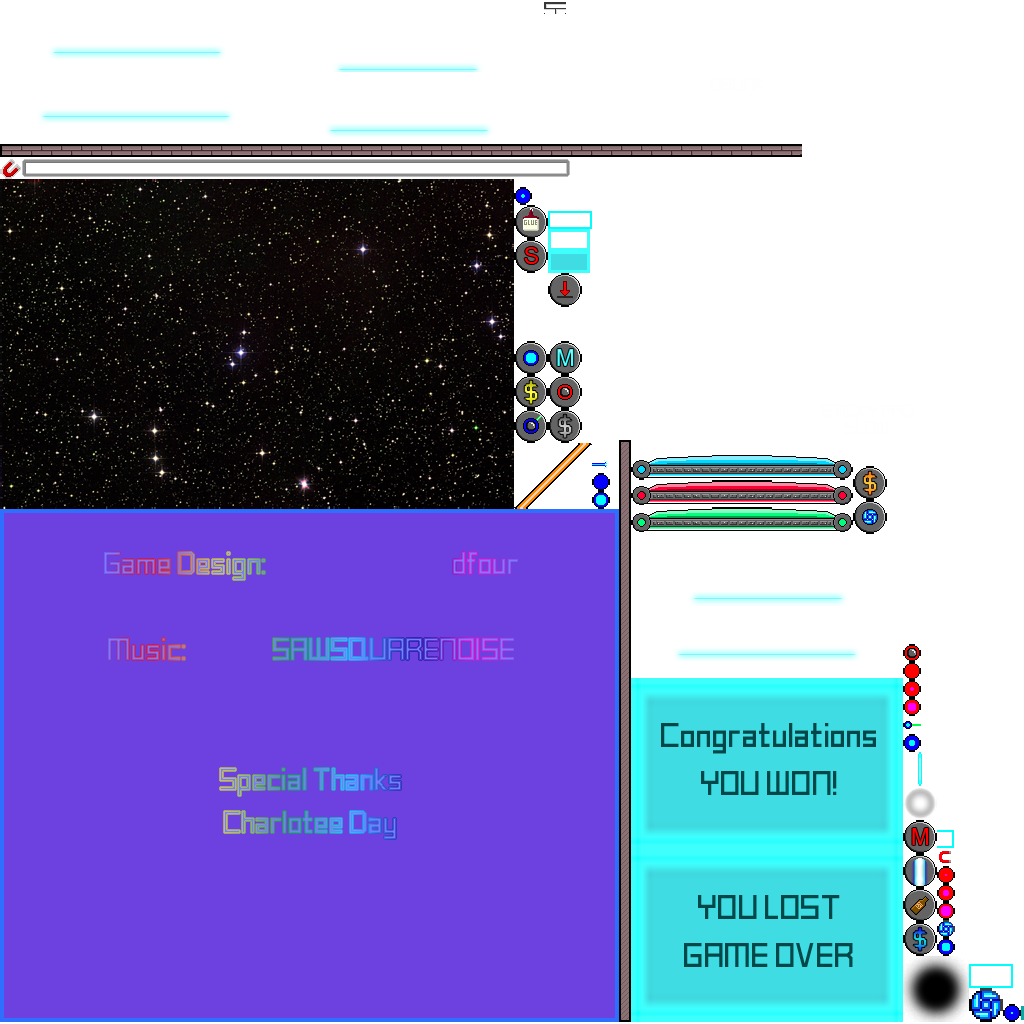 GLUE
S
M
$
O
$
$
Game Design: dfour
Music: SAWSQUARENOISE
Special Thanks
Charlotee Day
Congratulations
YOU WON!
M
$
YOU LOST
GAME OVER